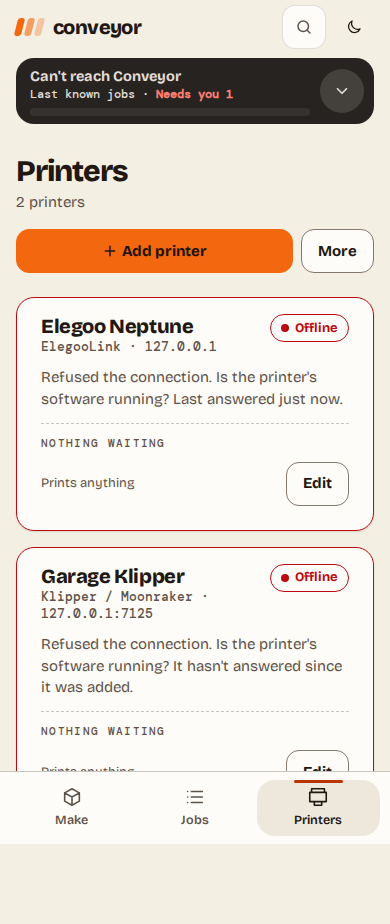 conveyor
Can't reach Conveyor
Last known jobs · Needs you 1
Printers
2 printers
+ Add printer
More
Elegoo Neptune
Offline
ElegooLink · 127.0.0.1
Refused the connection. Is the printer's
software running? Last answered just now.
NOTHING WAITING
Prints anything
Edit
Garage Klipper
Offline
Klipper / Moonraker ·
127.0.0.1:7125
Refused the connection. Is the printer's
software running? It hasn't answered since
it was added.
NOTHING WAITING
Prints anything
Edit
Make
Jobs
Printers